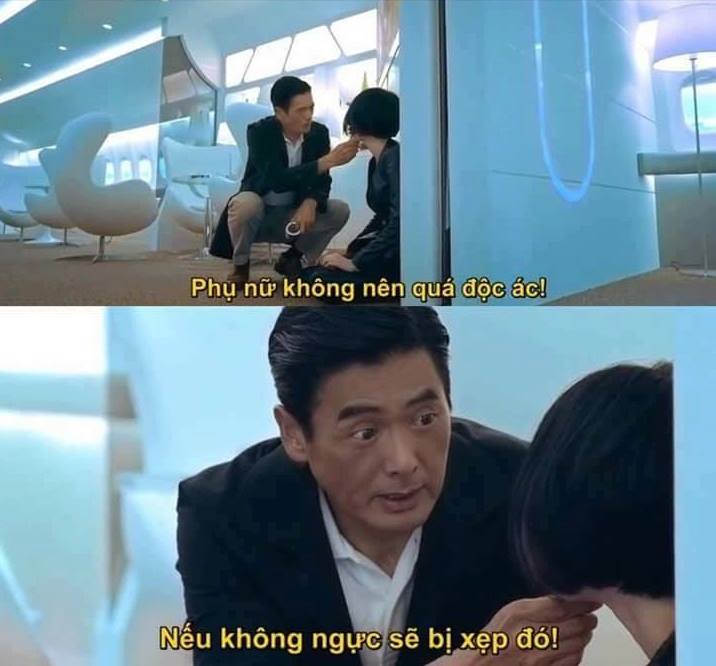 Phụ nữ không nên quá độc ác!
Nếu không ngực sẽ bị xẹp đó!